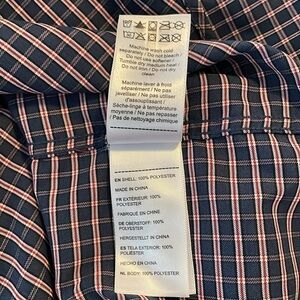 Machine wash cold
separately / Do not bleach /
Do not use softener /
Tumble dry medium heat /
Do not iron / Do not dry
clean
Machine laver à froid
séparément / Ne pas
javeliser / Ne pas utiliser
d'assouplissant /
Sèche-linge à température
moyenne / Ne pas repasser
/ Pas de nettoyage chimique
EN SHELL: 100% POLYESTER
MADE IN CHINA
FR EXTÉRIEUR: 100%
POLYESTER
FABRIQUÉ EN CHINE
DE OBERSTOFF: 100%
POLYESTER
HERGESTELLT IN CHINA
ES TELA EXTERIOR: 100%
POLIÉSTER
HECHO EN CHINA
NL BODY: 100% POLYESTER